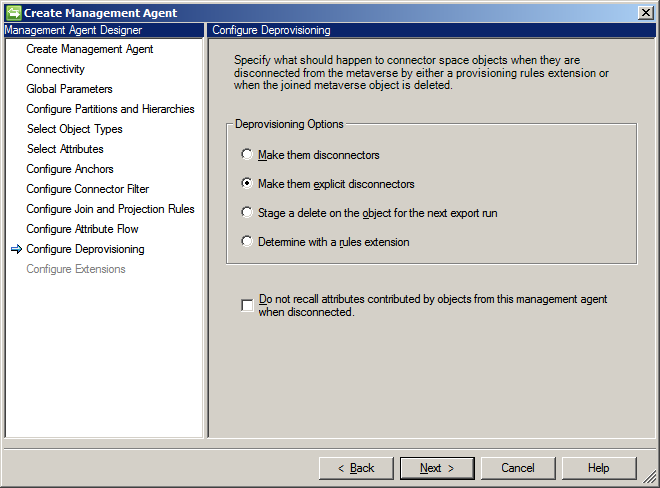 Create Management Agent
Management Agent Designer
Create Management Agent
Connectivity
Global Parameters
Configure Partitions and Hierarchies
Select Object Types
Select Attributes
Configure Anchors
Configure Connector Filter
Configure Join and Projection Rules
Configure Attribute Flow
Configure Deprovisioning
Configure Extensions
Configure Deprovisioning
Specify what should happen to connector space objects when they are
disconnected from the metaverse by either a provisioning rules extension or
when the joined metaverse object is deleted.
Deprovisioning Options
Make them disconnectors
Make them explicit disconnectors
Stage a delete on the object for the next export run
Determine with a rules extension
Do not recall attributes contributed by objects from this management agent
when disconnected.
< Back
Next >
Cancel
Help